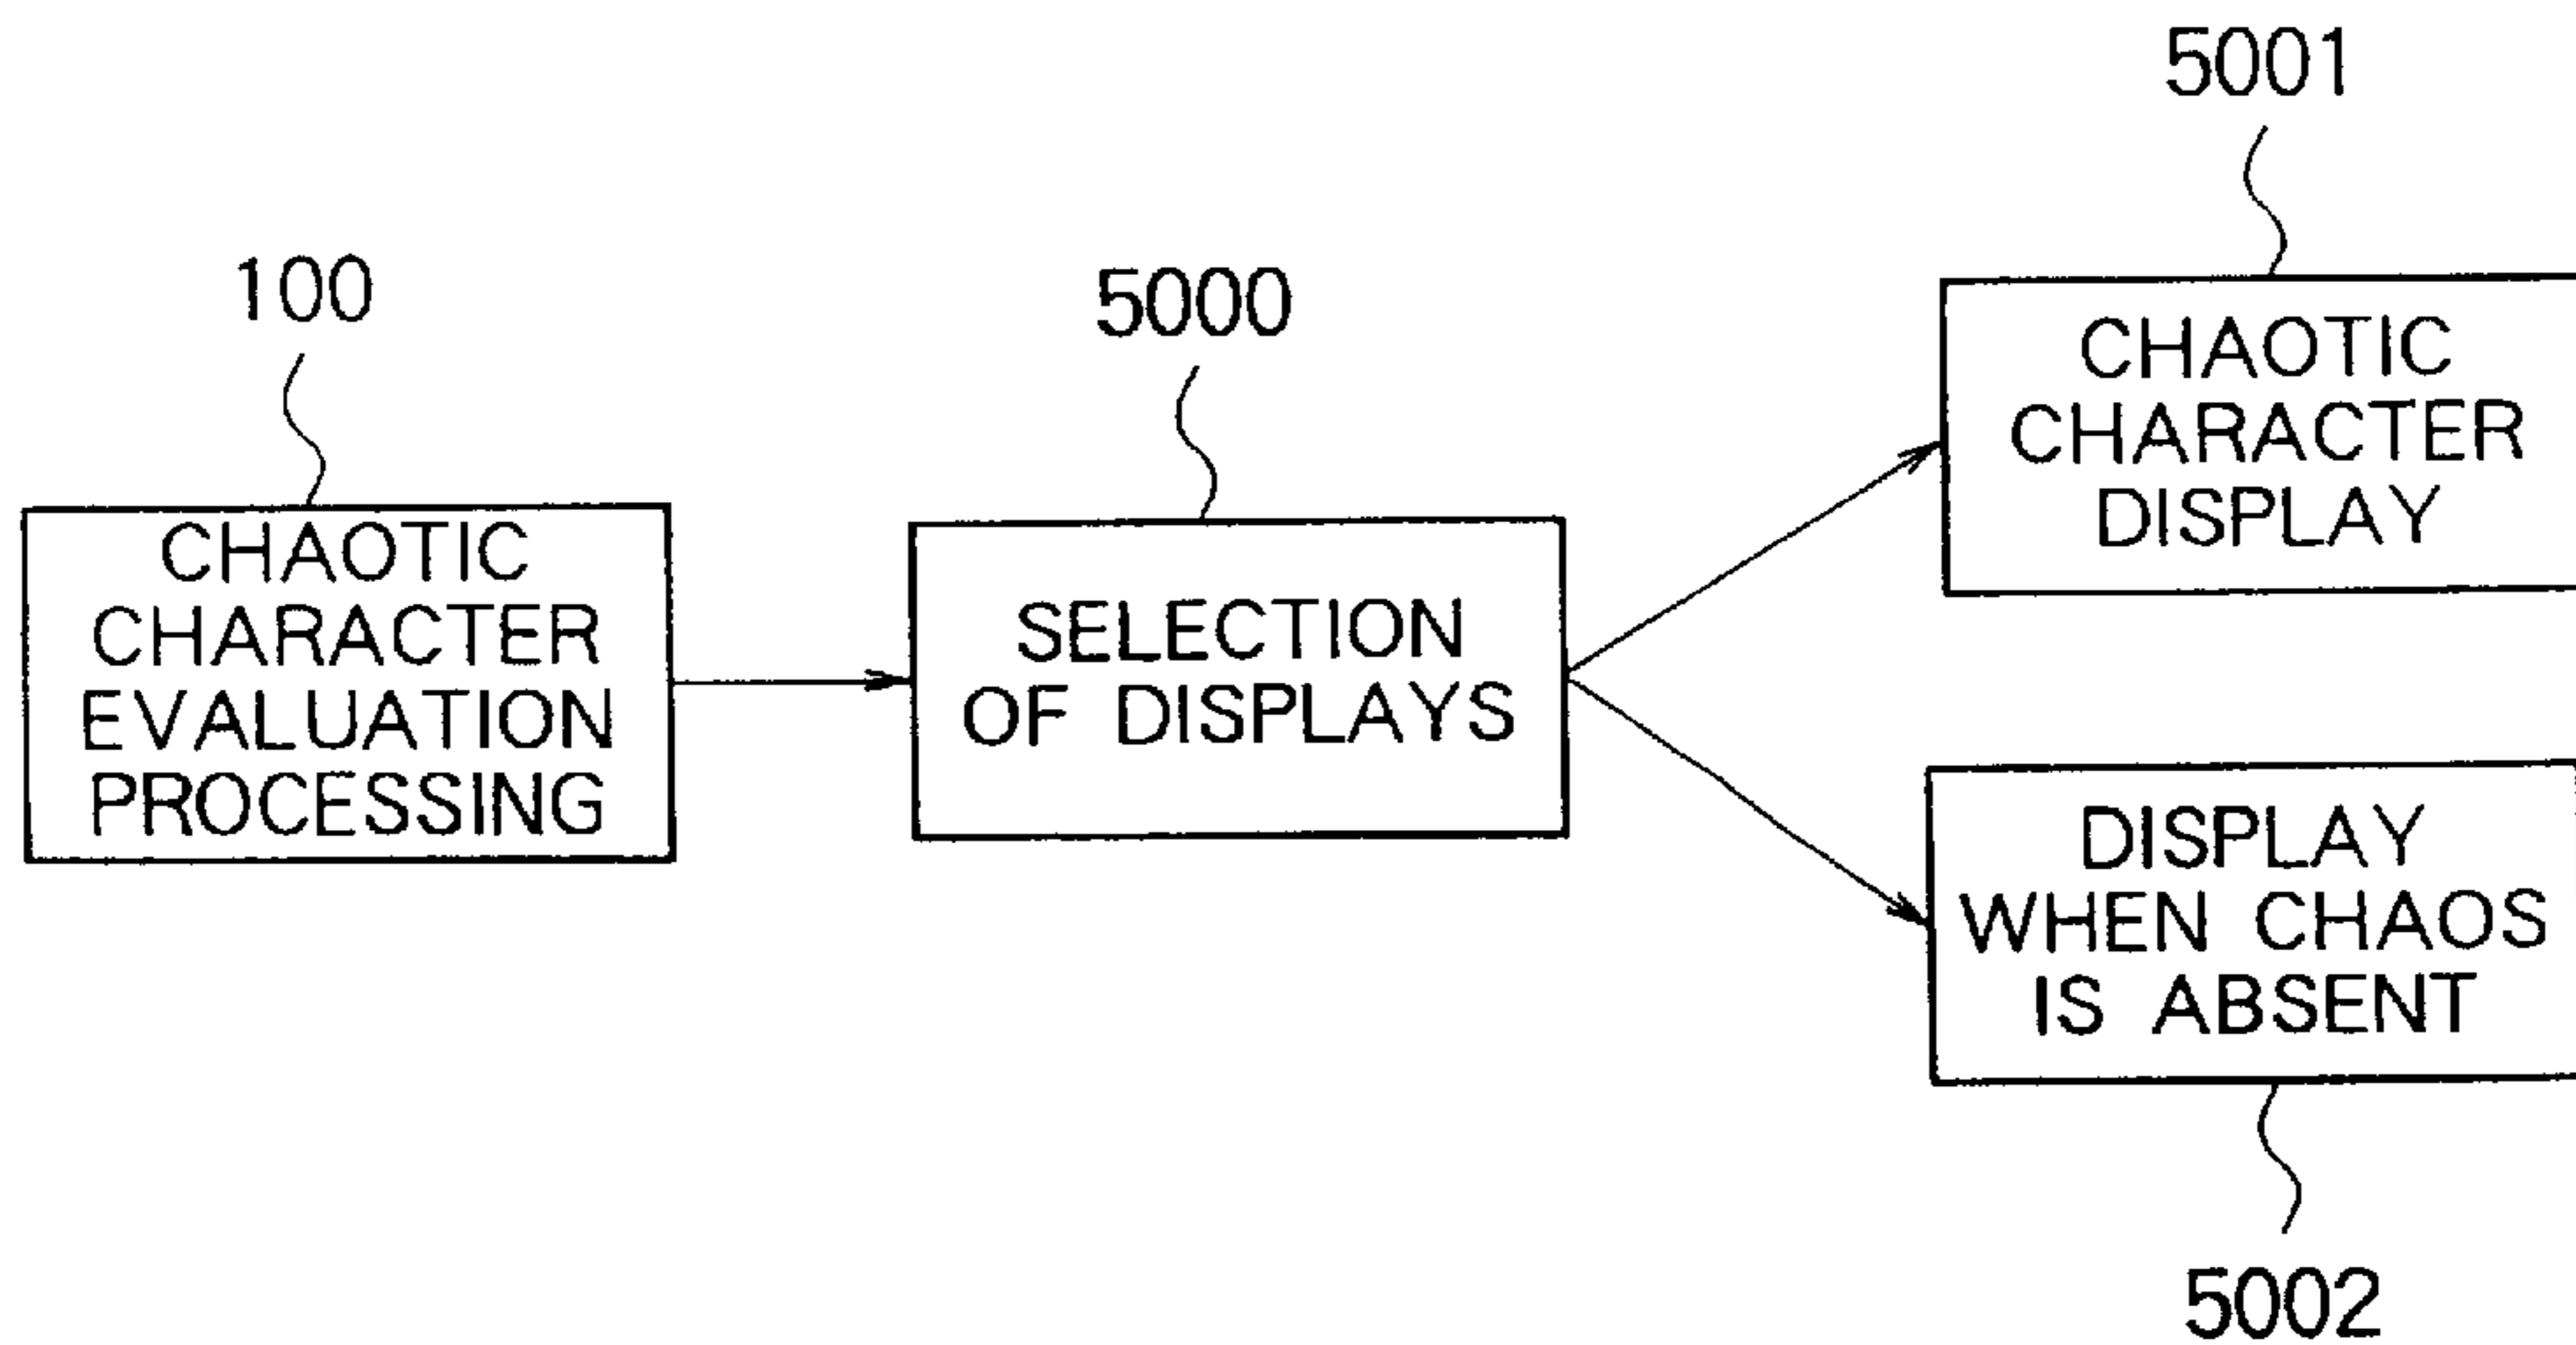 100
CHAOTIC
CHARACTER
EVALUATION
PROCESSING
5000
SELECTION
OF DISPLAYS
5001
CHAOTIC
CHARACTER
DISPLAY
DISPLAY
WHEN CHAOS
IS ABSENT
5002